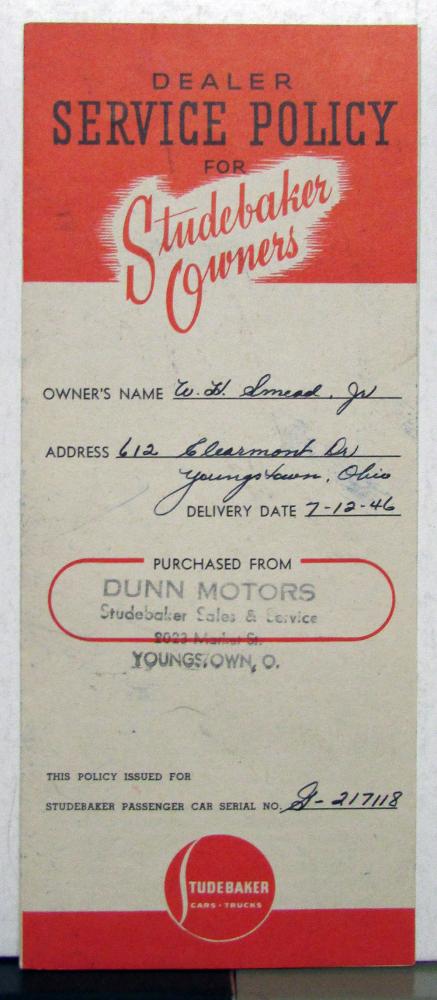 DEALER
SERVICE POLICY
FOR
Studebaker
Owners
OWNER'S NAME W. H. Smead, Jr
ADDRESS 612 Clearmont Dr
Youngstown, Ohio
DELIVERY DATE 7-12-46
PURCHASED FROM
DUNN MOTORS
Studebaker Sales & Service
Market St.
YOUNGSTOWN, O.
THIS POLICY ISSUED FOR
STUDEBAKER PASSENGER CAR SERIAL NO. G-217118
STUDEBAKER
CARS • TRUCKS